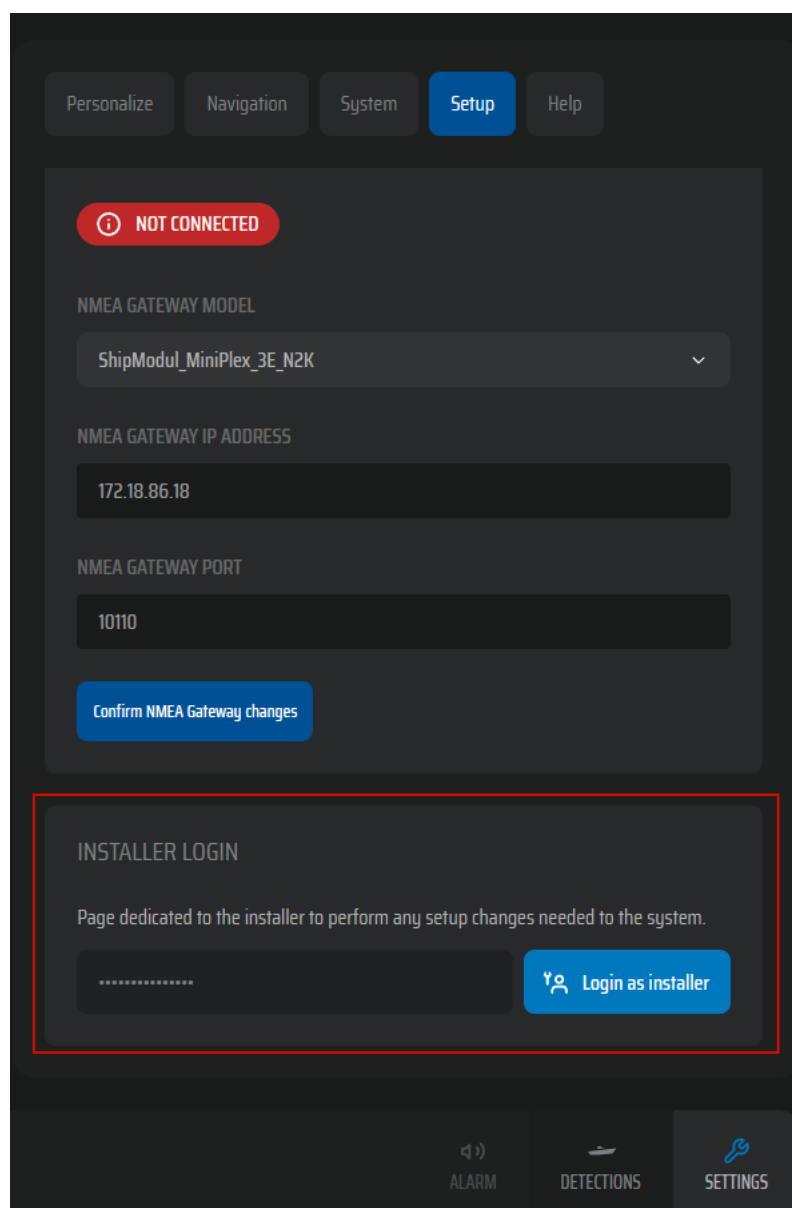 Personalize Navigation System Setup Help
NOT CONNECTED
NMEA GATEWAY MODEL
ShipModul_MiniPlex_3E_N2K
NMEA GATEWAY IP ADDRESS
172.18.86.18
NMEA GATEWAY PORT
10110
Confirm NMEA Gateway changes
INSTALLER LOGIN
Page dedicated to the installer to perform any setup changes needed to the system.
Login as installer
ALARM DETECTIONS SETTINGS